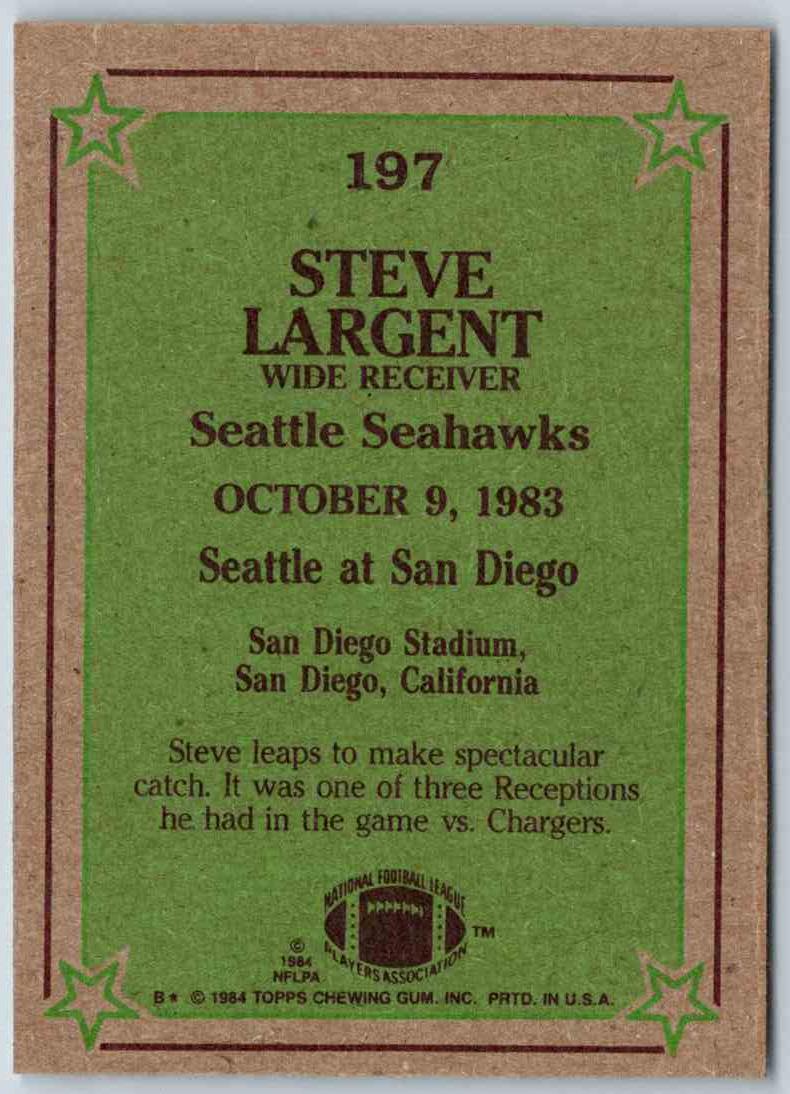 197
STEVE
LARGENT
WIDE RECEIVER
Seattle Seahawks
OCTOBER 9, 1983
Seattle at San Diego
San Diego Stadium,
San Diego, California
Steve leaps to make spectacular
catch. It was one of three Receptions
he had in the game vs. Chargers.
NATIONAL FOOTBALL LEAGUE
PLAYERS ASSOCIATION
TM
©
1984
NFLPA
B* © 1984 TOPPS CHEWING GUM. INC. PRTD. IN U.S.A.